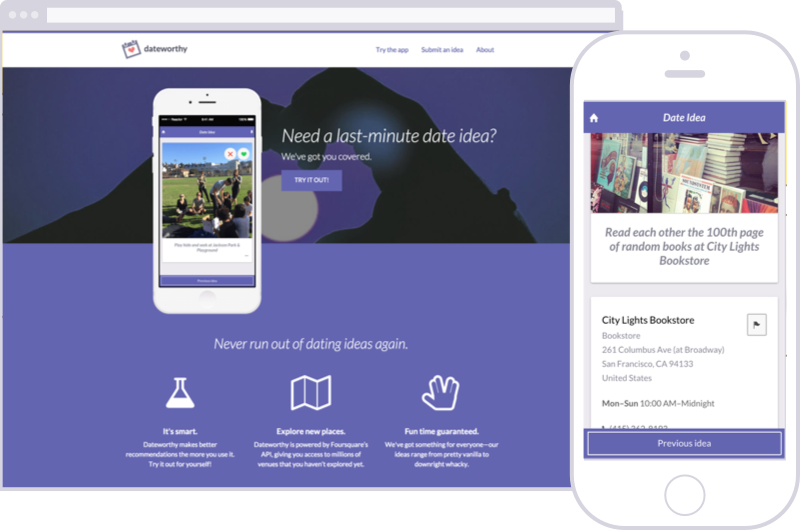 dateworthy
Try the app
Submit an idea
About
Date Idea
Need a last-minute date idea?
We've got you covered.
TRY IT OUT!
Play hide and seek at Jackson Park &
Playground
Previous idea
Never run out of dating ideas again.
It's smart.
Dateworthy makes better
recommendations the more you use it.
Try it out for yourself!
Explore new places.
Dateworthy is powered by Foursquare's
API, giving you access to millions of
venues that you haven't explored yet.
Fun time guaranteed.
We've got something for everyone—our
ideas range from pretty vanilla to
downright whacky.
Date Idea
Read each other the 100th page
of random books at City Lights
Bookstore
City Lights Bookstore
Bookstore
261 Columbus Ave (at Broadway)
San Francisco, CA 94133
United States
Mon–Sun 10:00 AM–Midnight
Previous idea